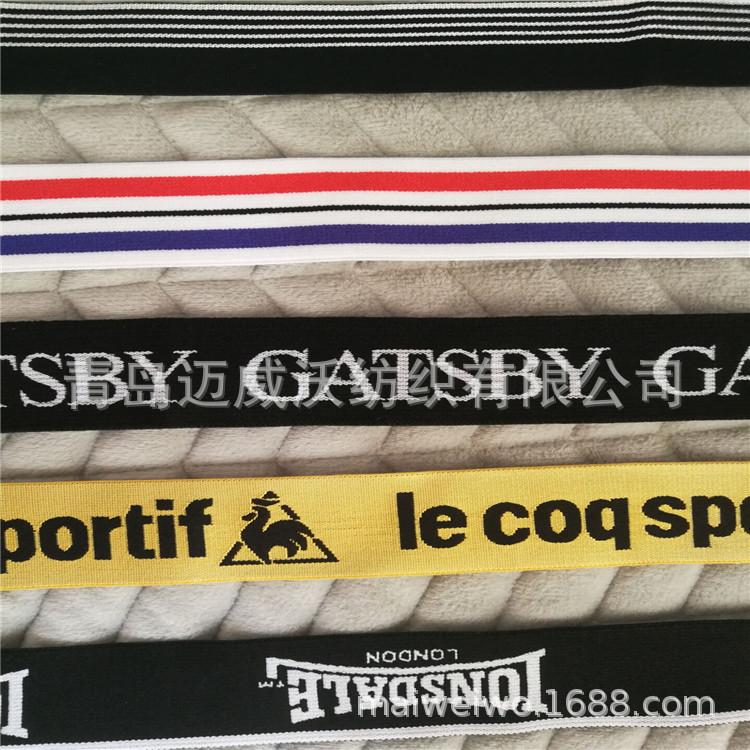 TSBY GATSBY GA
青岛迈威沃纺织有限公司
portif le coq spo
LONSDALE
LONDON
™
maiweiwo.1688.com